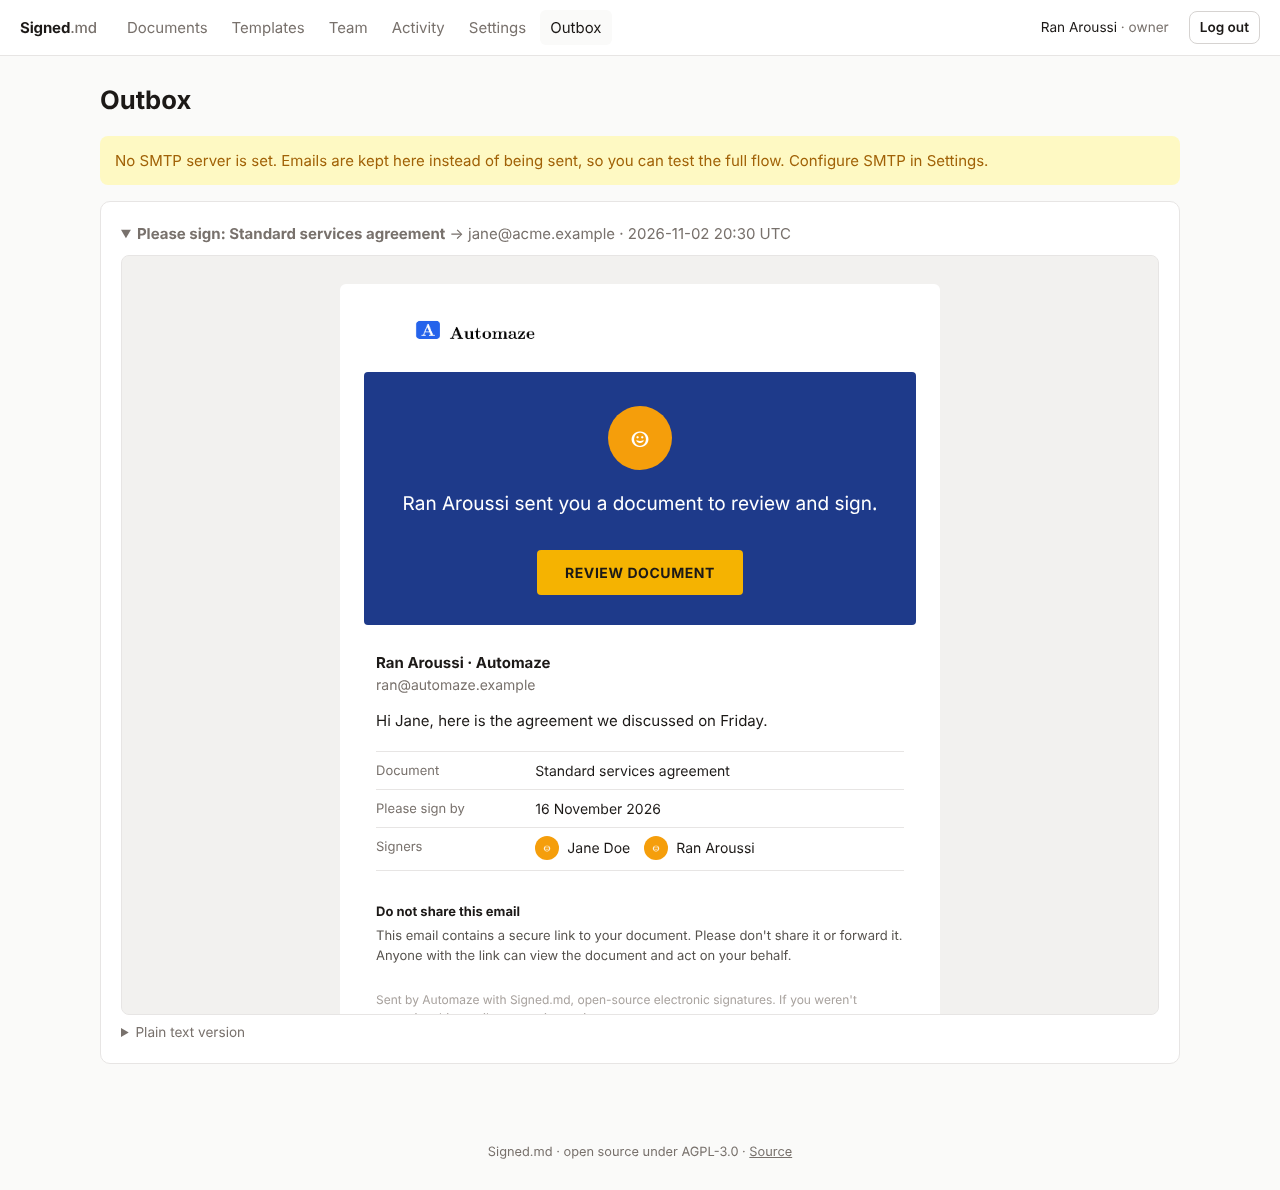 Signed.md Documents Templates Team Activity Settings Outbox Ran Aroussi · owner Log out
Outbox
No SMTP server is set. Emails are kept here instead of being sent, so you can test the full flow. Configure SMTP in Settings.
▼ Please sign: Standard services agreement → jane@acme.example · 2026-11-02 20:30 UTC
A Automaze
Ran Aroussi sent you a document to review and sign.
REVIEW DOCUMENT
Ran Aroussi · Automaze
ran@automaze.example
Hi Jane, here is the agreement we discussed on Friday.
Document Standard services agreement
Please sign by 16 November 2026
Signers Jane Doe Ran Aroussi
Do not share this email
This email contains a secure link to your document. Please don't share it or forward it.
Anyone with the link can view the document and act on your behalf.
Sent by Automaze with Signed.md, open-source electronic signatures. If you weren't
▶ Plain text version
Signed.md · open source under AGPL-3.0 · Source